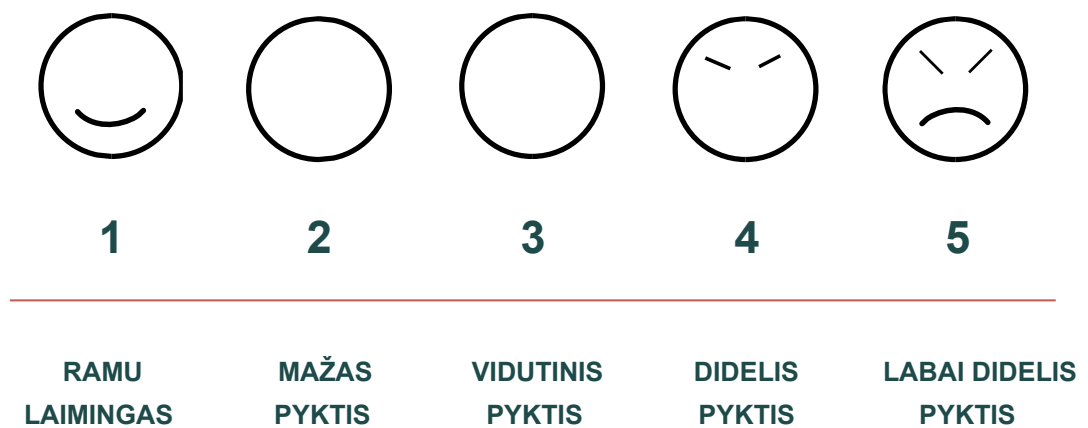 1 2 3 4 5
RAMU MAŽAS VIDUTINIS DIDELIS LABAI DIDELIS
LAIMINGAS PYKTIS PYKTIS PYKTIS PYKTIS